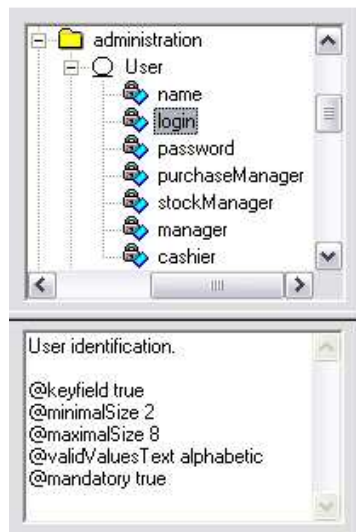 administration
User
name
login
password
purchaseManager
stockManager
manager
cashier
User identification.
@keyfield true
@minimalSize 2
@maximalSize 8
@validValuesText alphabetic
@mandatory true